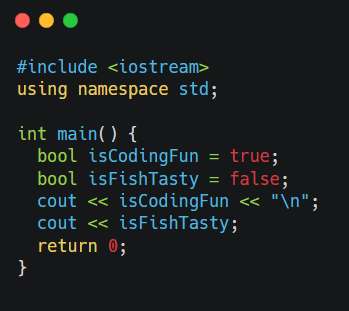 #include <iostream>
using namespace std;

int main() {
  bool isCodingFun = true;
  bool isFishTasty = false;
  cout << isCodingFun << "\n";
  cout << isFishTasty;
  return 0;
}